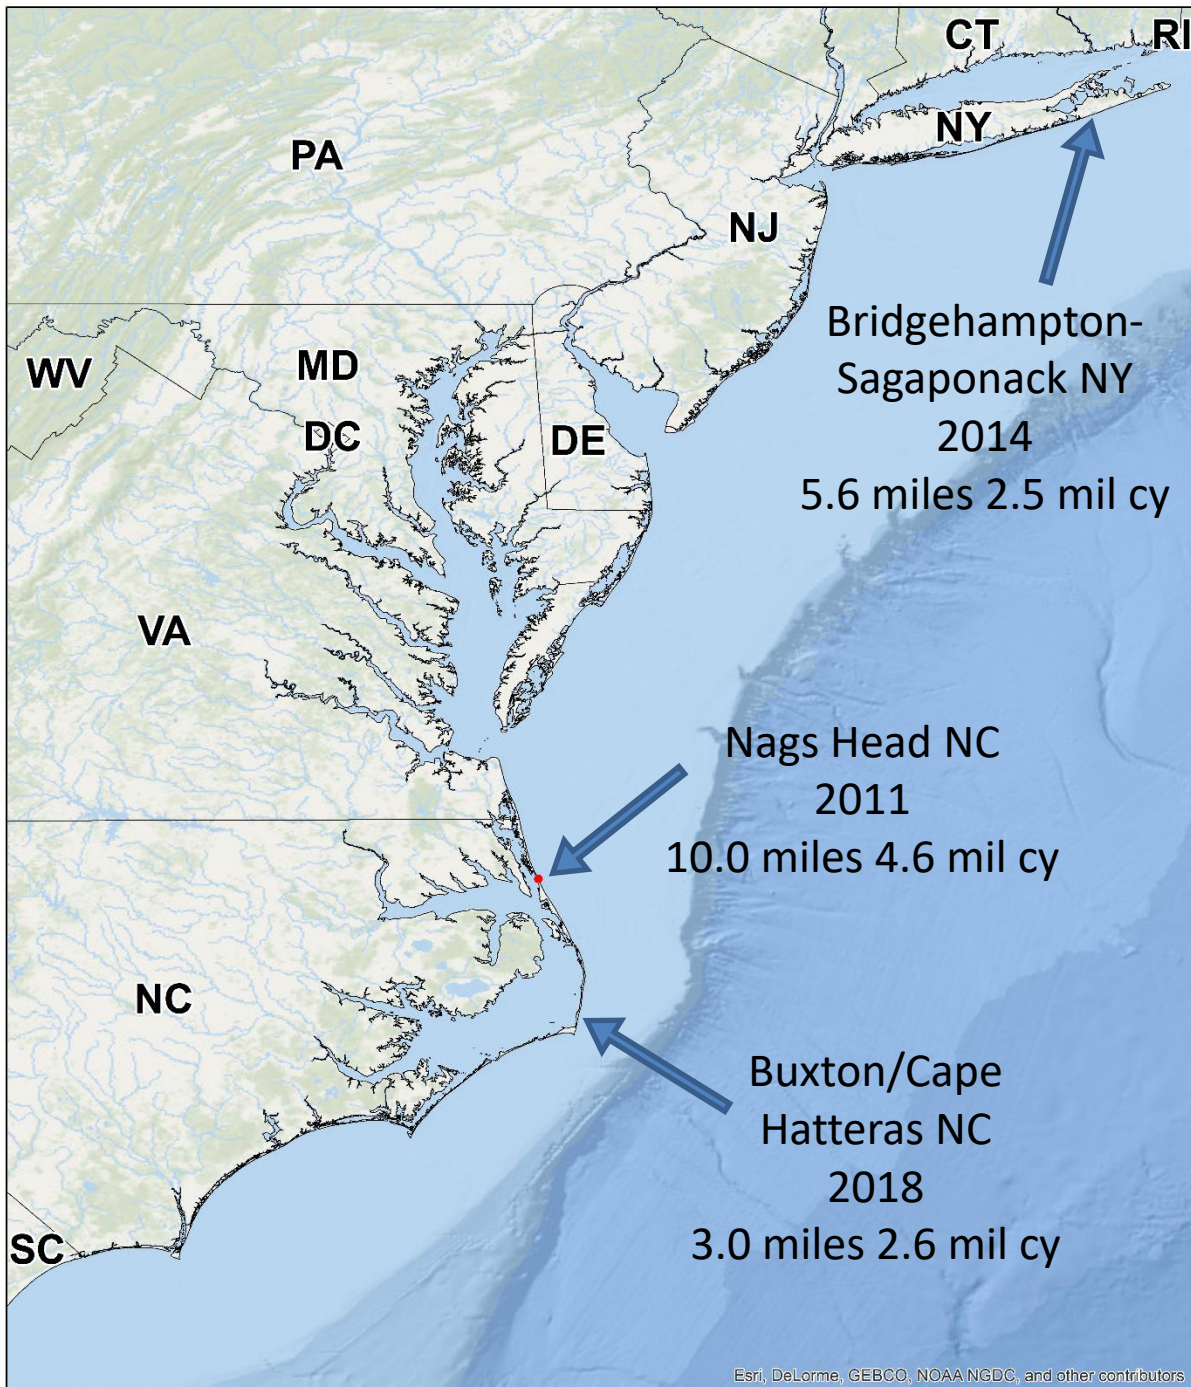 CT
RI
NY
PA
NJ
Bridgehampton-
Sagaponack NY
2014
5.6 miles 2.5 mil cy
WV
MD
DC
DE
VA
Nags Head NC
2011
10.0 miles 4.6 mil cy
NC
Buxton/Cape
Hatteras NC
2018
3.0 miles 2.6 mil cy
SC
Esri, DeLorme, GEBCO, NOAA NGDC, and other contributors